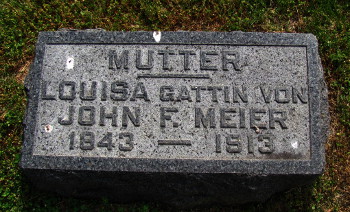 MUTTER
LOUISA GATTIN VON
JOHN F. MEIER
1843 — 1913